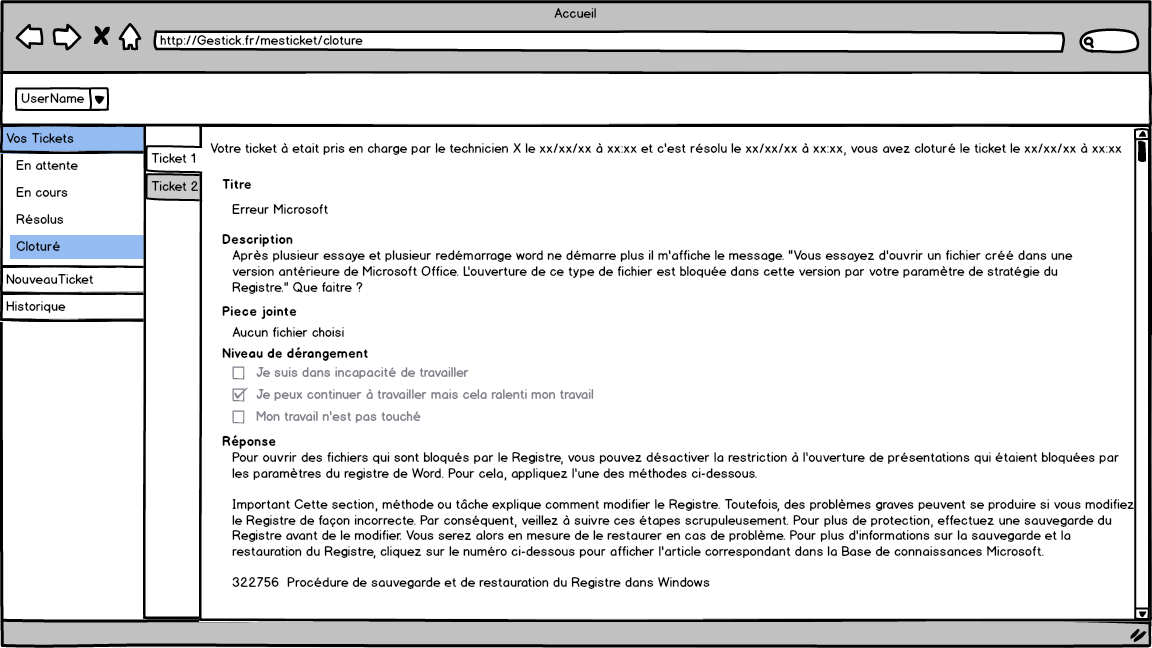 Accueil
http://Gestick.fr/mesticket/cloture
UserName
Vos Tickets
En attente
En cours
Résolus
Cloturé
NouveauTicket
Historique
Ticket 1
Ticket 2
Votre ticket à etait pris en charge par le technicien X le xx/xx/xx à xx:xx et c'est résolu le xx/xx/xx à xx:xx, vous avez cloturé le ticket le xx/xx/xx à xx:xx
Titre
Erreur Microsoft
Description
Après plusieur essaye et plusieur redémarrage word ne démarre plus il m'affiche le message. "Vous essayez d'ouvrir un fichier créé dans une
version antérieure de Microsoft Office. L'ouverture de ce type de fichier est bloquée dans cette version par votre paramètre de stratégie du
Registre." Que faitre ?
Piece jointe
Aucun fichier choisi
Niveau de dérangement
Je suis dans incapacité de travailler
Je peux continuer à travailler mais cela ralenti mon travail
Mon travail n'est pas touché
Réponse
Pour ouvrir des fichiers qui sont bloqués par le Registre, vous pouvez désactiver la restriction à l'ouverture de présentations qui étaient bloquées par
les paramètres du registre de Word. Pour cela, appliquez l'une des méthodes ci-dessous.
Important Cette section, méthode ou tâche explique comment modifier le Registre. Toutefois, des problèmes graves peuvent se produire si vous modifiez
le Registre de façon incorrecte. Par conséquent, veillez à suivre ces étapes scrupuleusement. Pour plus de protection, effectuez une sauvegarde du
Registre avant de le modifier. Vous serez alors en mesure de le restaurer en cas de problème. Pour plus d'informations sur la sauvegarde et la
restauration du Registre, cliquez sur le numéro ci-dessous pour afficher l'article correspondant dans la Base de connaissances Microsoft.
322756 Procédure de sauvegarde et de restauration du Registre dans Windows